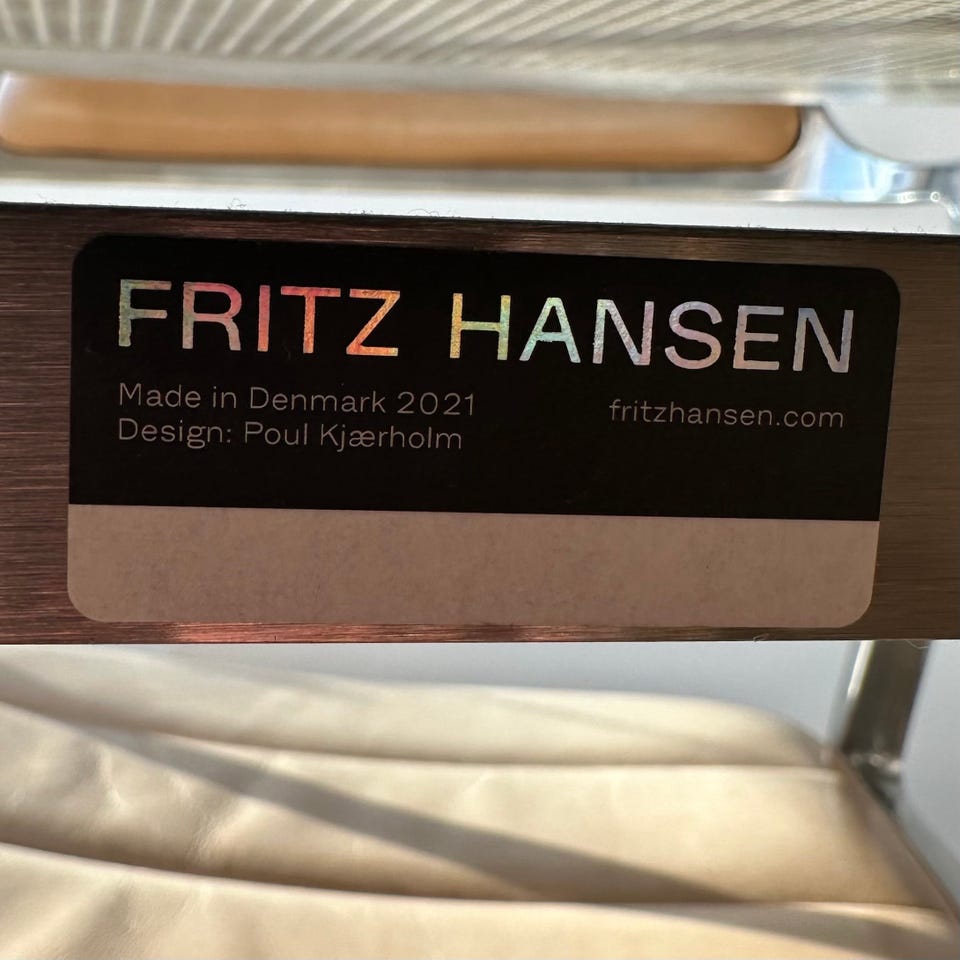 FRITZ HANSEN
Made in Denmark 2021
Design: Poul Kjærholm
fritzhansen.com